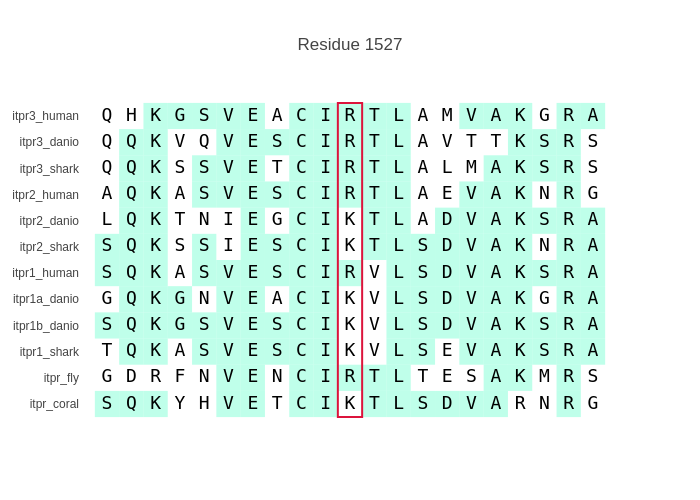 Residue 1527
itpr3_human Q H K G S V E A C I R T L A M V A K G R A
itpr3_danio Q Q K V Q V E S C I R T L A V T T K S R S
itpr3_shark Q Q K S S V E T C I R T L A L M A K S R S
itpr2_human A Q K A S V E S C I R T L A E V A K N R G
itpr2_danio L Q K T N I E G C I K T L A D V A K S R A
itpr2_shark S Q K S S I E S C I K T L S D V A K N R A
itpr1_human S Q K A S V E S C I R V L S D V A K S R A
itpr1a_danio G Q K G N V E A C I K V L S D V A K G R A
itpr1b_danio S Q K G S V E S C I K V L S D V A K S R A
itpr1_shark T Q K A S V E S C I K V L S E V A K S R A
itpr_fly G D R F N V E N C I R T L T E S A K M R S
itpr_coral S Q K Y H V E T C I K T L S D V A R N R G